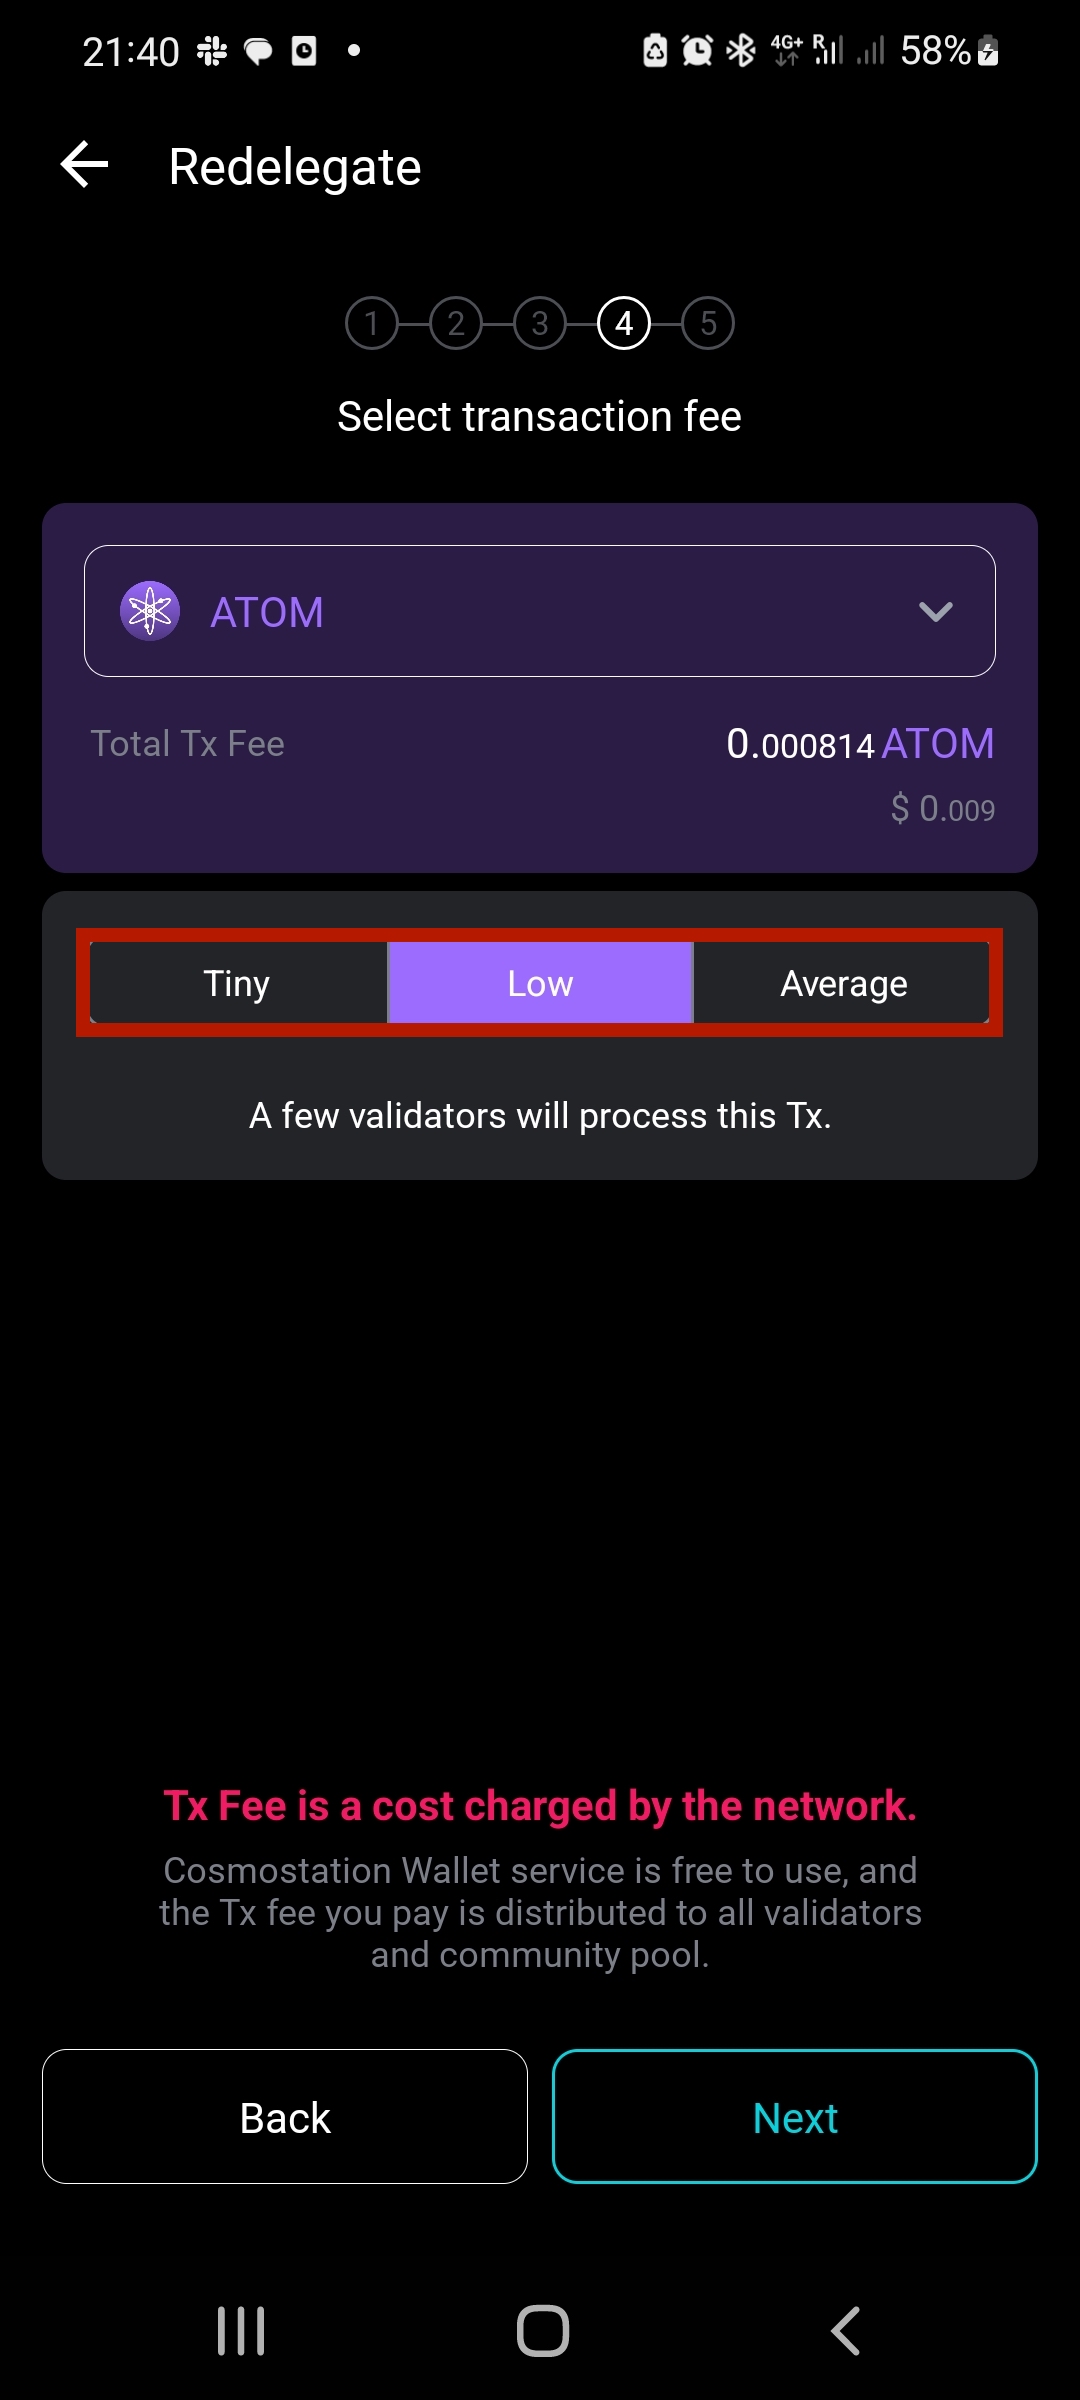 21:40 4G+ R 58%
Redelegate
1 2 3 4 5
Select transaction fee
ATOM
Total Tx Fee 0.000814 ATOM
$ 0.009
Tiny Low Average
A few validators will process this Tx.
Tx Fee is a cost charged by the network.
Cosmostation Wallet service is free to use, and
the Tx fee you pay is distributed to all validators
and community pool.
Back Next